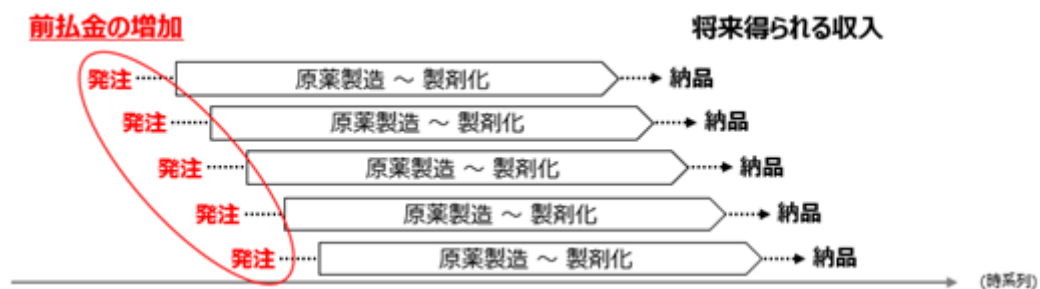 前払金の増加 将来得られる収入
発注 原薬製造 ～ 製剤化 納品
発注 原薬製造 ～ 製剤化 納品
発注 原薬製造 ～ 製剤化 納品
発注 原薬製造 ～ 製剤化 納品
発注 原薬製造 ～ 製剤化 納品
(時系列)